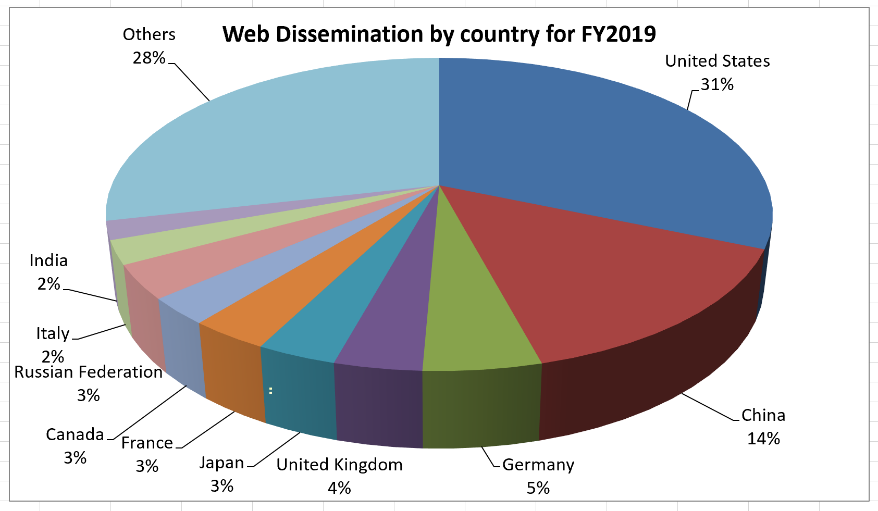 Web Dissemination by country for FY2019
Others
28%
United States
31%
India
2%
Italy
2%
Russian Federation
3%
Canada
3%
France
3%
Japan
3%
United Kingdom
4%
Germany
5%
China
14%
: